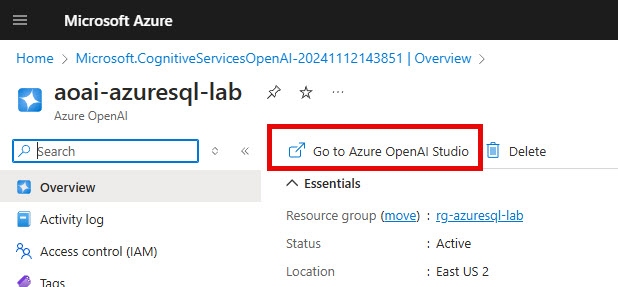 Microsoft Azure
Home > Microsoft.CognitiveServicesOpenAI-20241112143851 | Overview >
aoai-azuresql-lab
Azure OpenAI
Search
Go to Azure OpenAI Studio
Delete
Overview
Essentials
Activity log
Resource group (move) : rg-azuresql-lab
Status : Active
Access control (IAM)
Location : East US 2
Tags